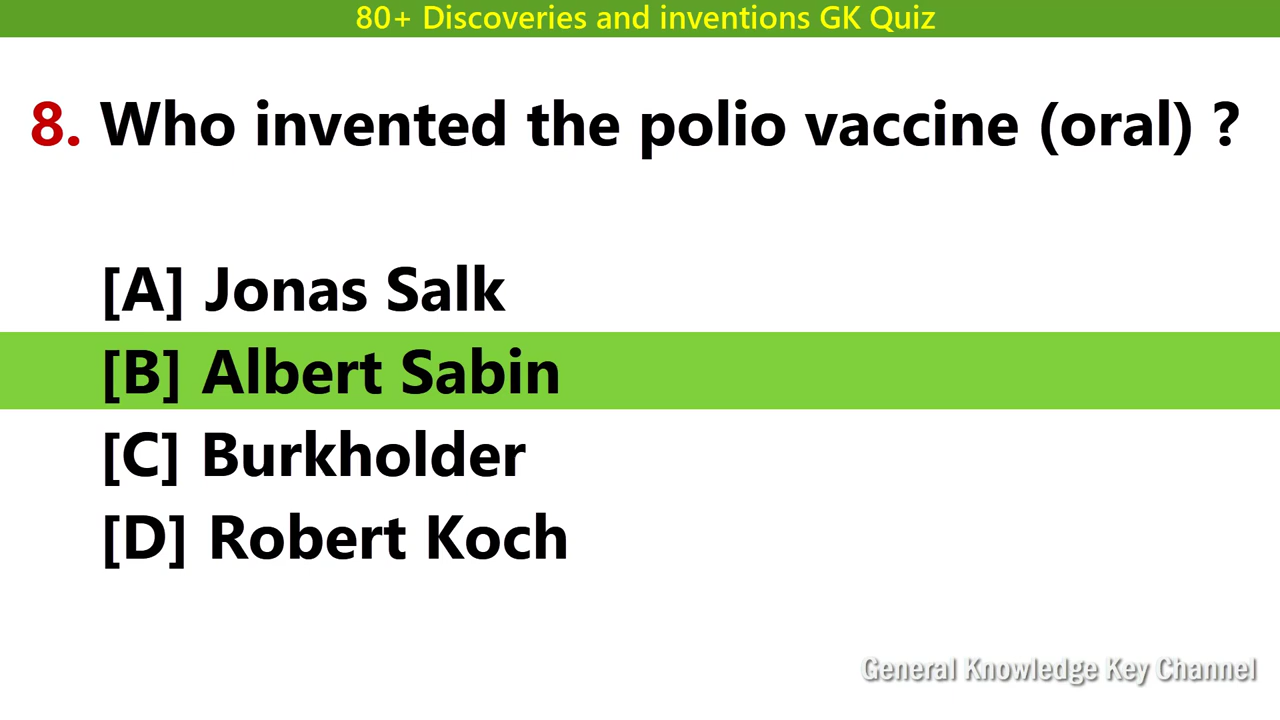 80+ Discoveries and inventions GK Quiz
8. Who invented the polio vaccine (oral) ?
[A] Jonas Salk
[B] Albert Sabin
[C] Burkholder
[D] Robert Koch
General Knowledge Key Channel